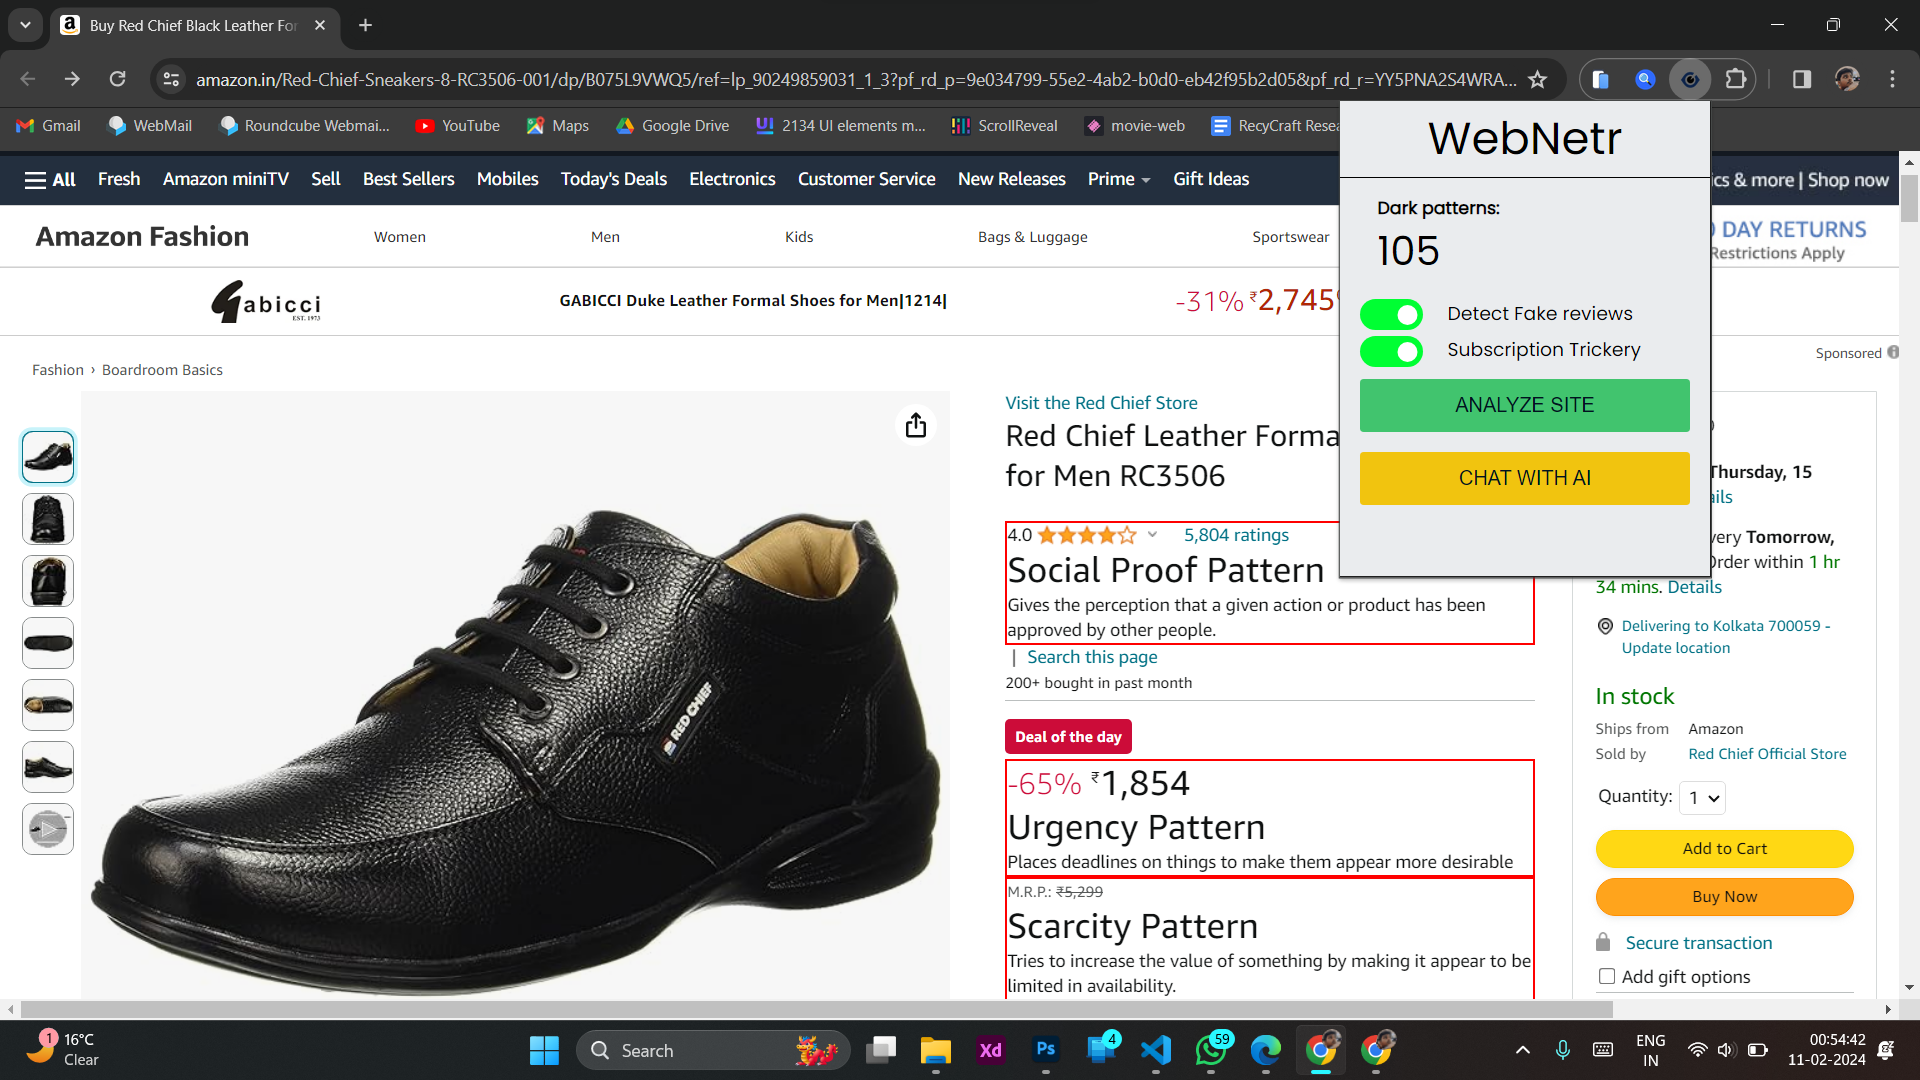 Buy Red Chief Black Leather For
amazon.in/Red-Chief-Sneakers-8-RC3506-001/dp/B075L9VWQ5/ref=lp_90249859031_1_3?pf_rd_p=9e034799-55e2-4ab2-b0d0-eb42f95b2d05&pf_rd_r=YY5PNA2S4WRA...
Gmail WebMail Roundcube Webmai... YouTube Maps Google Drive 2134 UI elements m... ScrollReveal movie-web RecyCraft Resea
WebNetr
Dark patterns:
105
Detect Fake reviews
Subscription Trickery
ANALYZE SITE
CHAT WITH AI
All Fresh Amazon miniTV Sell Best Sellers Mobiles Today's Deals Electronics Customer Service New Releases Prime Gift Ideas
ics & more | Shop now
Amazon Fashion Women Men Kids Bags & Luggage Sportswear
DAY RETURNS
Restrictions Apply
Gabicci
EST. 1973
GABICCI Duke Leather Formal Shoes for Men|1214|
-31% ₹2,745
Sponsored
Fashion › Boardroom Basics
RED CHIEF
Visit the Red Chief Store
Red Chief Leather Forma
for Men RC3506
4.0 5,804 ratings
Social Proof Pattern
Gives the perception that a given action or product has been
approved by other people.
| Search this page
200+ bought in past month
Deal of the day
-65% ₹1,854
Urgency Pattern
Places deadlines on things to make them appear more desirable
M.R.P.: ₹5,299
Scarcity Pattern
Tries to increase the value of something by making it appear to be
limited in availability.
Thursday, 15
ails
very Tomorrow,
Order within 1 hr
34 mins. Details
Delivering to Kolkata 700059 -
Update location
In stock
Ships from Amazon
Sold by Red Chief Official Store
Quantity: 1
Add to Cart
Buy Now
Secure transaction
Add gift options
1
16°C
Clear
Search
Xd
Ps
4
59
ENG
IN
00:54:42
11-02-2024